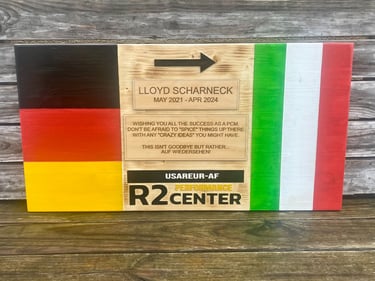 LLOYD SCHARNECK
MAY 2021 - APR 2024
WISHING YOU ALL THE SUCCESS AS A PCM.
DON'T BE AFRAID TO "SPICE" THINGS UP THERE
WITH ANY "CRAZY IDEAS" YOU MIGHT HAVE.
THIS ISN'T GOODBYE BUT RATHER...
AUF WIEDERSEHEN!
USAREUR-AF
R2 PERFORMANCE
CENTER